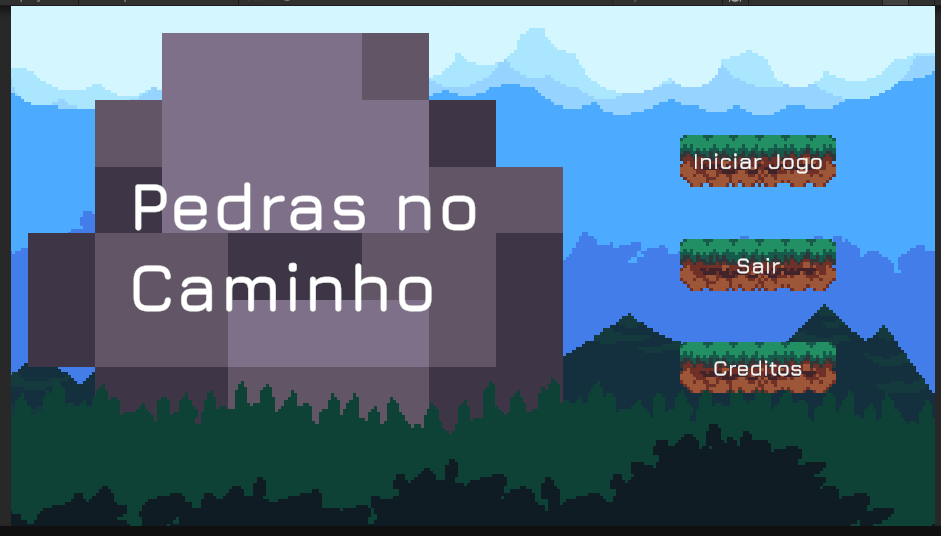 Pedras no
Caminho
Iniciar Jogo
Sair
Creditos